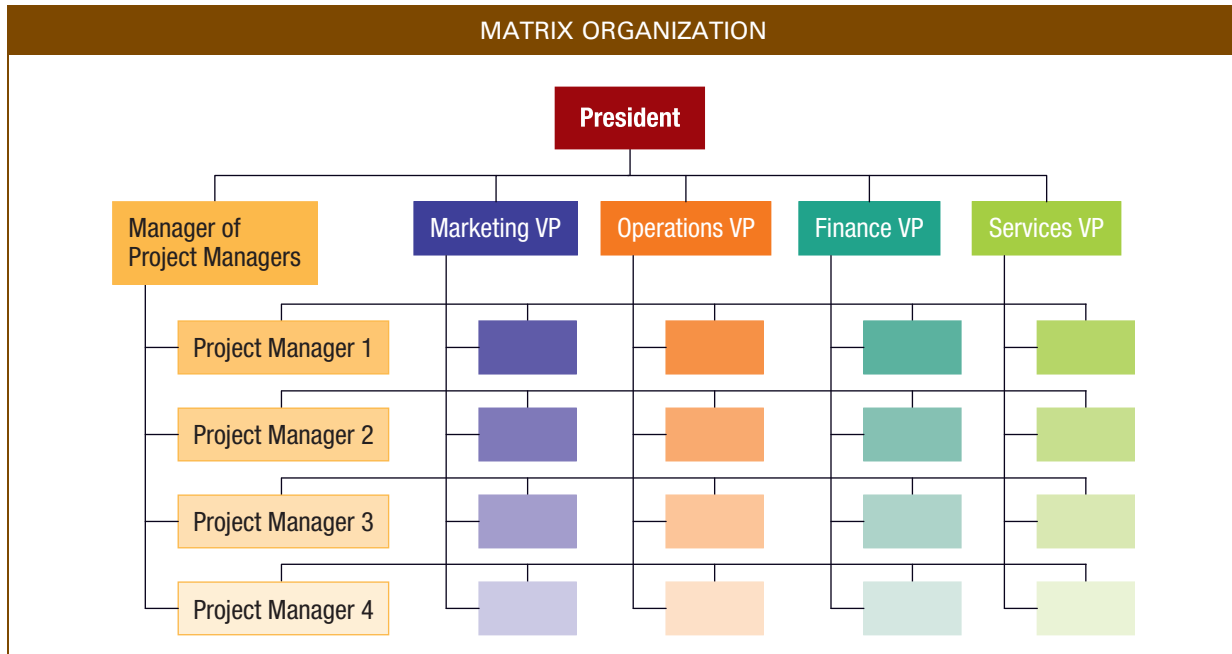 MATRIX ORGANIZATION
President
Manager of
Project Managers
Marketing VP
Operations VP
Finance VP
Services VP
Project Manager 1
Project Manager 2
Project Manager 3
Project Manager 4